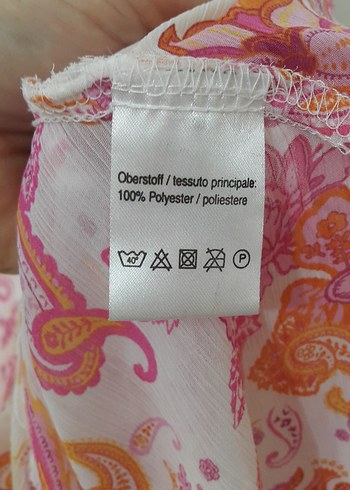 Oberstoff / tessuto principale:
100% Polyester / poliestere
40° P